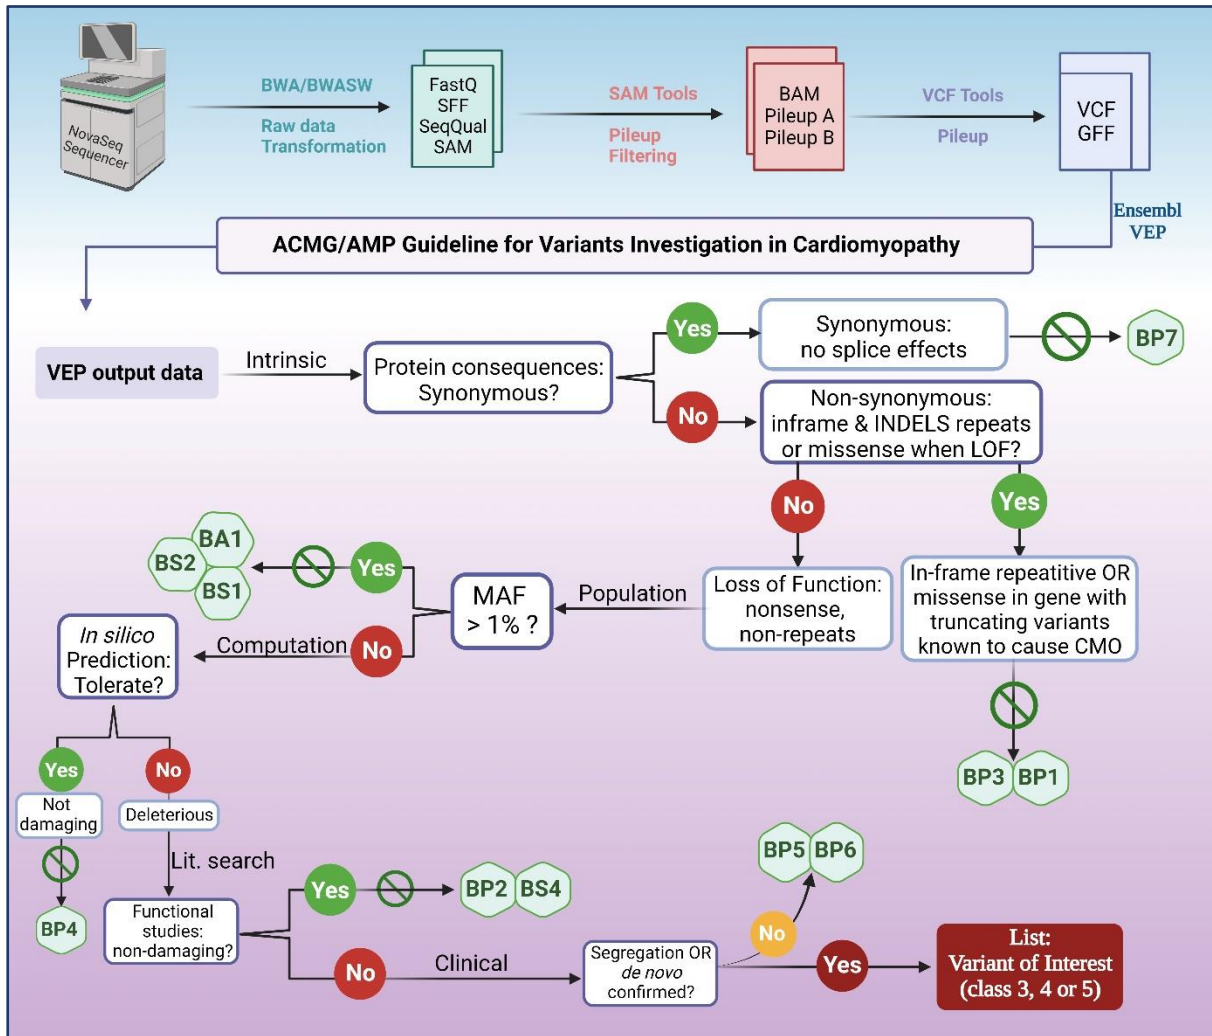 NovaSeq
Sequencer
BWA/BWASW
Raw data
Transformation
FastQ
SFF
SeqQual
SAM
SAM Tools
Pileup
Filtering
BAM
Pileup A
Pileup B
VCF Tools
Pileup
VCF
GFF
Ensembl
VEP
ACMG/AMP Guideline for Variants Investigation in Cardiomyopathy
VEP output data
Intrinsic
Protein consequences:
Synonymous?
Yes
Synonymous:
no splice effects
BP7
No
Non-synonymous:
inframe & INDELS repeats
or missense when LOF?
No
Yes
Loss of Function:
nonsense,
non-repeats
In-frame repeatitive OR
missense in gene with
truncating variants
known to cause CMO
BP3
BP1
Population
MAF
> 1% ?
Yes
BA1
BS2
BS1
No
Computation
In silico
Prediction:
Tolerate?
Yes
No
Not
damaging
Deleterious
BP4
Lit. search
Functional
studies:
non-damaging?
Yes
BP2
BS4
No
Clinical
Segregation OR
de novo
confirmed?
No
BP5
BP6
Yes
List:
Variant of Interest
(class 3, 4 or 5)